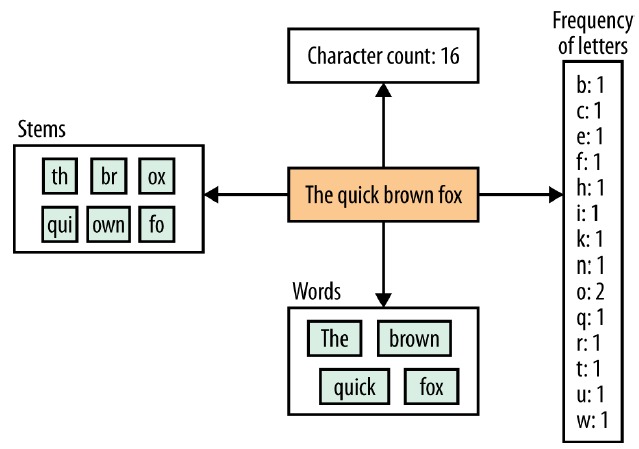 Character count: 16
Frequency
of letters
b: 1
c: 1
e: 1
f: 1
h: 1
i: 1
k: 1
n: 1
o: 2
q: 1
r: 1
t: 1
u: 1
w: 1
Stems
th br ox
qui own fo
The quick brown fox
Words
The brown
quick fox